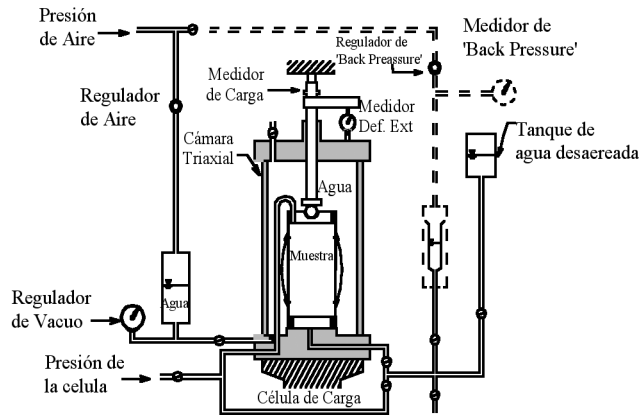 Presión
de Aire
Regulador de
'Back Preassure'
Medidor de
'Back Pressure'
Medidor
de Carga
Regulador
de Aire
Medidor
Def. Ext
Tanque de
agua desaereada
Cámara
Triaxial
Agua
Muestra
Agua
Regulador
de Vacuo
Presión de
la celula
Célula de Carga